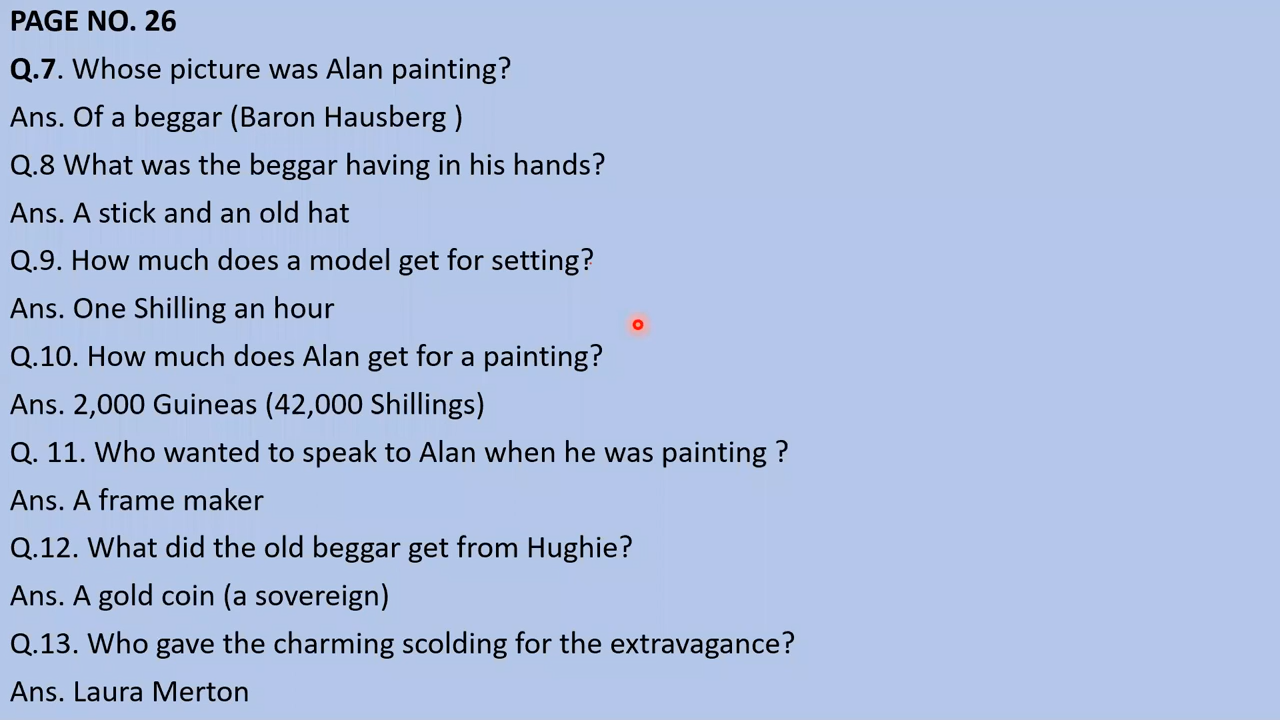 PAGE NO. 26
Q.7. Whose picture was Alan painting?
Ans. Of a beggar (Baron Hausberg )
Q.8 What was the beggar having in his hands?
Ans. A stick and an old hat
Q.9. How much does a model get for setting?
Ans. One Shilling an hour
Q.10. How much does Alan get for a painting?
Ans. 2,000 Guineas (42,000 Shillings)
Q. 11. Who wanted to speak to Alan when he was painting ?
Ans. A frame maker
Q.12. What did the old beggar get from Hughie?
Ans. A gold coin (a sovereign)
Q.13. Who gave the charming scolding for the extravagance?
Ans. Laura Merton